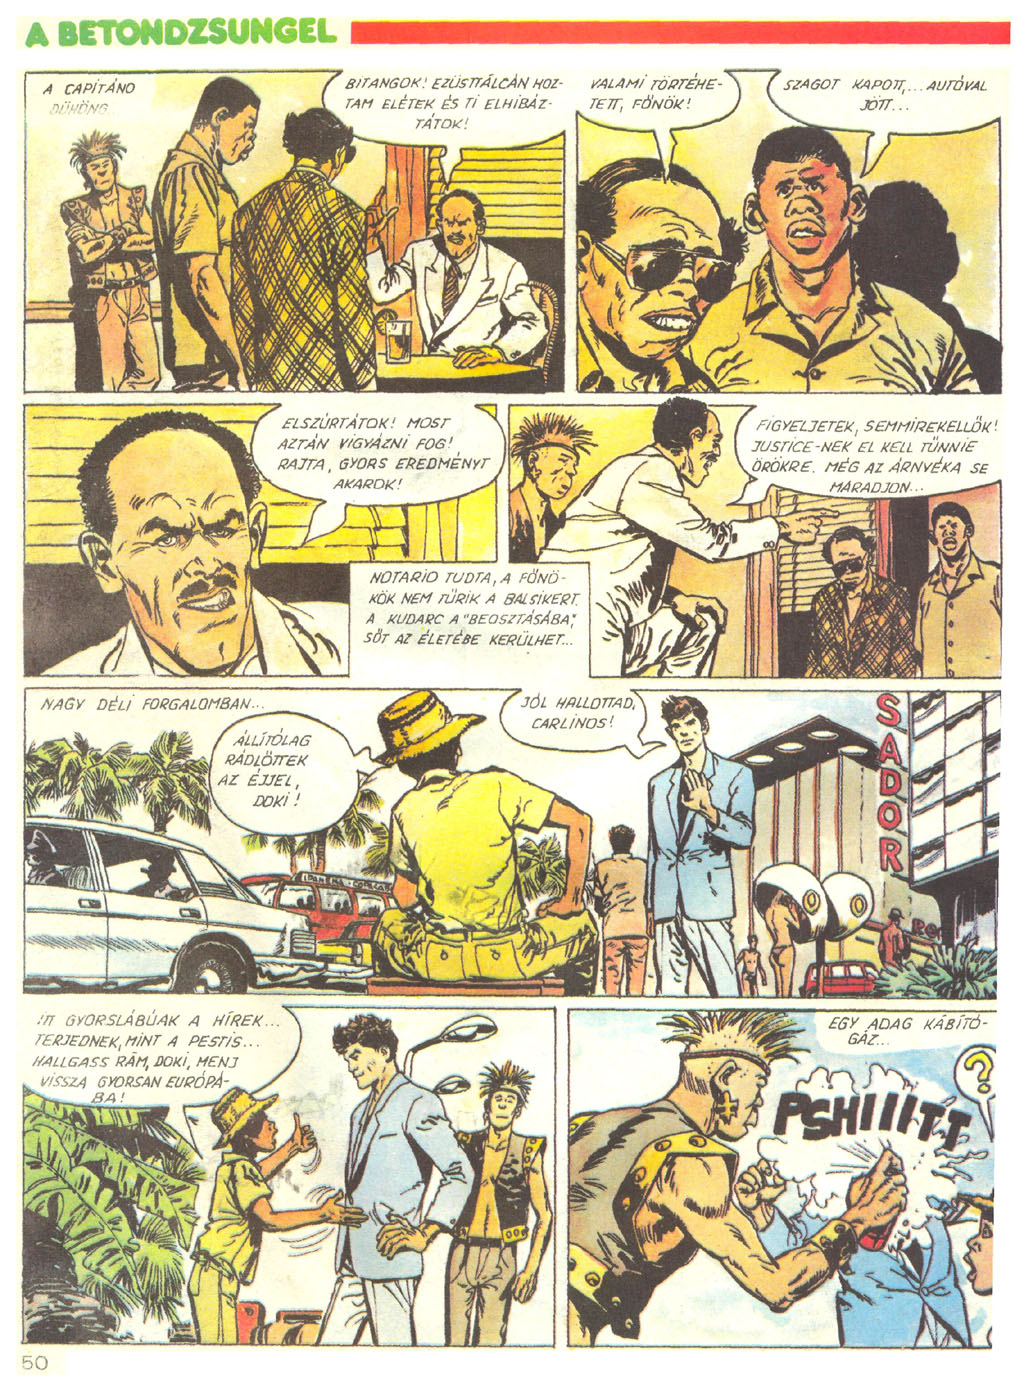 A BETONDZSUNGEL
A CAPITÁNO
DÜHÖNG..
BITANGOK! EZÜSTTÁLCÁN HOZ-
TAM ELÉTEK ÉS TI ELHIBÁZ-
TÁTOK!
VALAMI TÖRTÉHE-
TETT, FŐNÖK!
SZAGOT KAPOTT,... AUTÓVAL
JÖTT...
ELSZÚRTÁTOK! MOST
AZTÁN VIGYÁZNI FOG!
RAJTA, GYORS EREDMÉNYT
AKAROK!
NOTARIO TUDTA, A FŐNÖ-
KÖK NEM TŰRIK A BALSIKERT.
A KUDARC A "BEOSZTÁSÁBA",
SŐT AZ ÉLETÉBE KERÜLHET...
FIGYELJETEK, SEMMIREKELLŐK!
JUSTICE-NEK EL KELL TŰNNIE
ÖRÖKRE. MÉG AZ ÁRNYÉKA SE
MARADJON...
NAGY DÉLI FORGALOMBAN...
ÁLLÍTÓLAG
RÁDLŐTTEK
AZ ÉJJEL,
DOKI!
JÓL HALLOTTAD,
CARLINOS!
SADOR
ITT GYORSLÁBÚAK A HÍREK...
TERJEDNEK, MINT A PESTIS...
HALLGASS RÁM, DOKI, MENJ
VISSZA GYORSAN EURÓPÁ-
BA!
EGY ADAG KÁBÍTÓ-
GÁZ...
?
PSHIIIITT
50